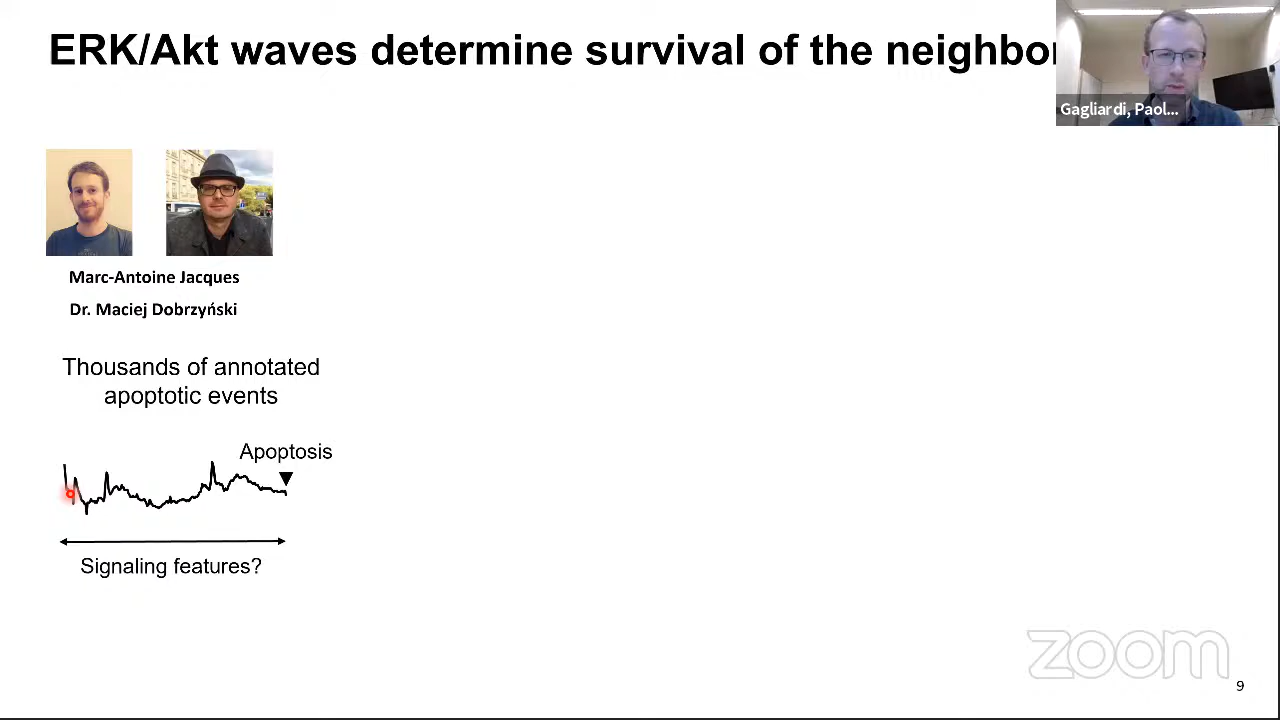 ERK/Akt waves determine survival of the neighbor
Gagliardi, Paol...
Marc-Antoine Jacques
Dr. Maciej Dobrzyński
Thousands of annotated
apoptotic events
Apoptosis
Signaling features?
zoom
9